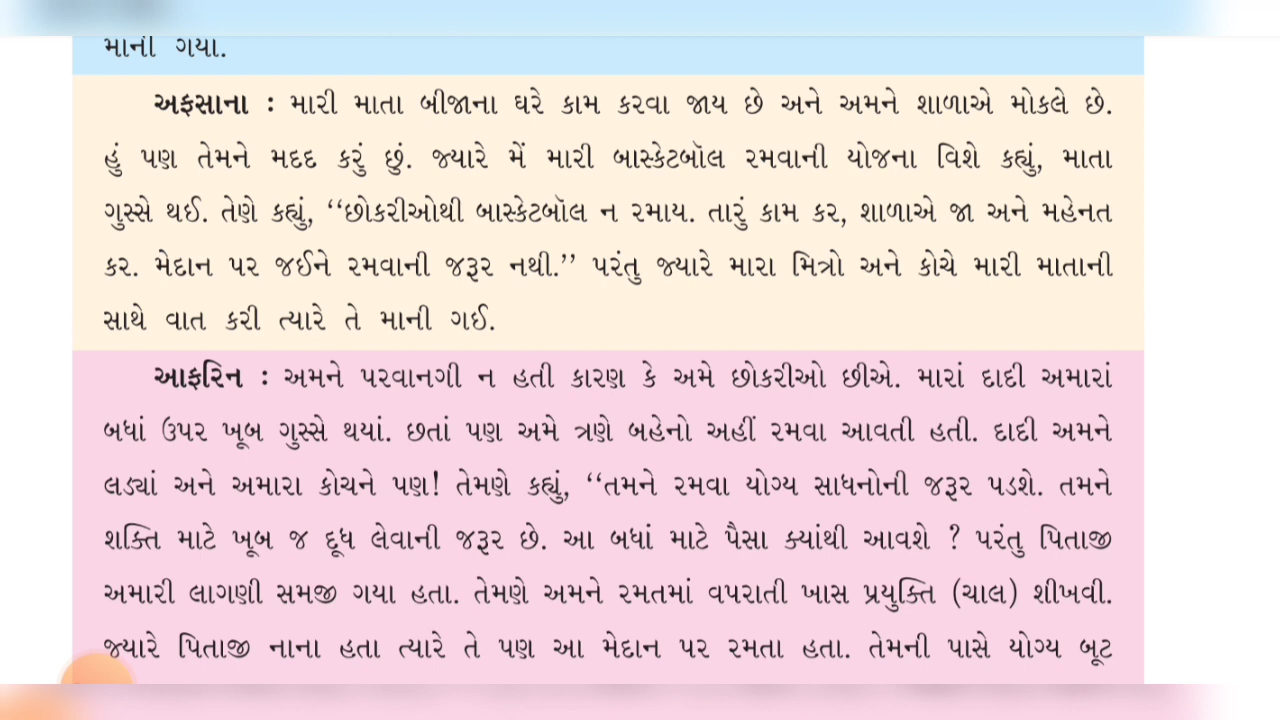 માની ગયા.
અફસાના : મારી માતા બીજાના ઘરે કામ કરવા જાય છે અને અમને શાળાએ મોકલે છે.
હું પણ તેમને મદદ કરું છું. જ્યારે મેં મારી બાસ્કેટબૉલ રમવાની યોજના વિશે કહ્યું, માતા
ગુસ્સે થઈ. તેણે કહ્યું, ‘‘છોકરીઓથી બાસ્કેટબૉલ ન રમાય. તારું કામ કર, શાળાએ જા અને મહેનત
કર. મેદાન પર જઈને રમવાની જરૂર નથી.’’ પરંતુ જ્યારે મારા મિત્રો અને કોચે મારી માતાની
સાથે વાત કરી ત્યારે તે માની ગઈ.
આફરિન : અમને પરવાનગી ન હતી કારણ કે અમે છોકરીઓ છીએ. મારાં દાદી અમારાં
બધાં ઉપર ખૂબ ગુસ્સે થયાં. છતાં પણ અમે ત્રણે બહેનો અહીં રમવા આવતી હતી. દાદી અમને
લડ્યાં અને અમારા કોચને પણ! તેમણે કહ્યું, ‘‘તમને રમવા યોગ્ય સાધનોની જરૂર પડશે. તમને
શક્તિ માટે ખૂબ જ દૂધ લેવાની જરૂર છે. આ બધાં માટે પૈસા ક્યાંથી આવશે ? પરંતુ પિતાજી
અમારી લાગણી સમજી ગયા હતા. તેમણે અમને રમતમાં વપરાતી ખાસ પ્રયુક્તિ (ચાલ) શીખવી.
જ્યારે પિતાજી નાના હતા ત્યારે તે પણ આ મેદાન પર રમતા હતા. તેમની પાસે યોગ્ય બૂટ